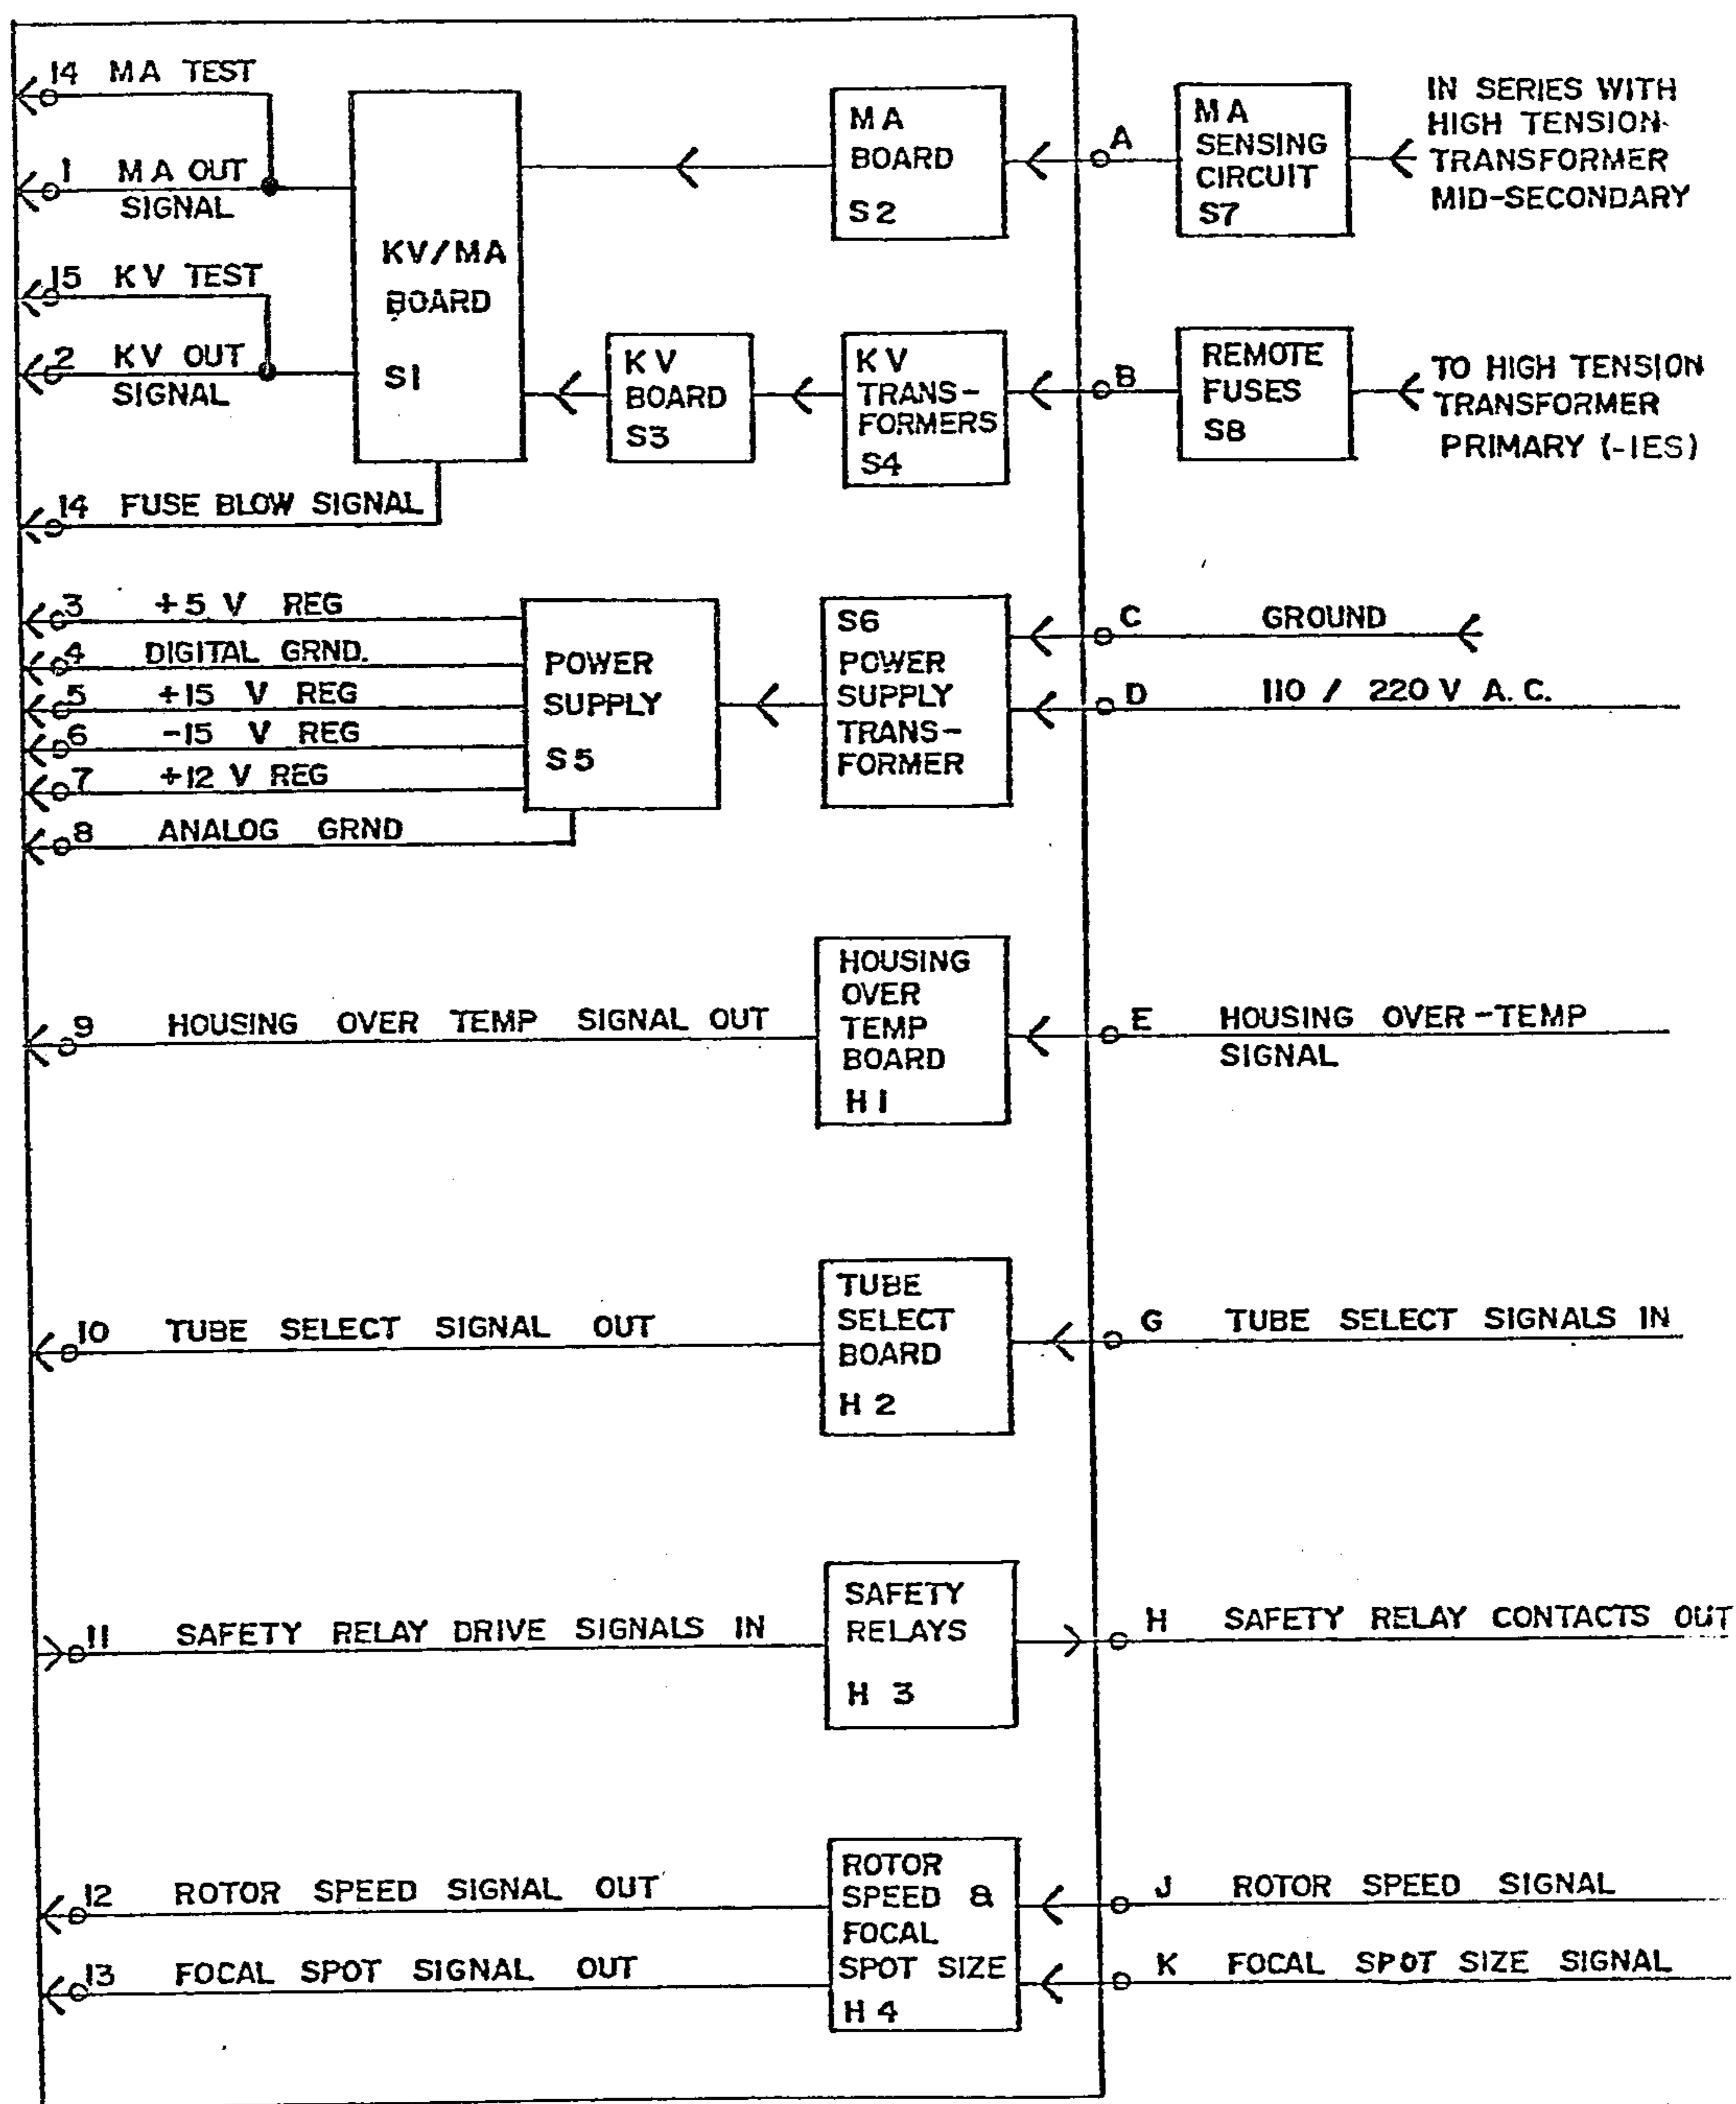 14 MA TEST
1 MA OUT
SIGNAL
15 KV TEST
2 KV OUT
SIGNAL
KV/MA
BOARD
S1
14 FUSE BLOW SIGNAL
MA
BOARD
S2
A
MA
SENSING
CIRCUIT
S7
IN SERIES WITH
HIGH TENSION
TRANSFORMER
MID-SECONDARY
KV
BOARD
S3
KV
TRANS-
FORMERS
S4
B
REMOTE
FUSES
S8
TO HIGH TENSION
TRANSFORMER
PRIMARY (-IES)
3 +5 V REG
4 DIGITAL GRND.
5 +15 V REG
6 -15 V REG
7 +12 V REG
8 ANALOG GRND
POWER
SUPPLY
S5
S6
POWER
SUPPLY
TRANS-
FORMER
C GROUND
D 110 / 220 V A.C.
9 HOUSING OVER TEMP SIGNAL OUT
HOUSING
OVER
TEMP
BOARD
H1
E HOUSING OVER-TEMP
SIGNAL
10 TUBE SELECT SIGNAL OUT
TUBE
SELECT
BOARD
H2
G TUBE SELECT SIGNALS IN
11 SAFETY RELAY DRIVE SIGNALS IN
SAFETY
RELAYS
H 3
H SAFETY RELAY CONTACTS OUT
12 ROTOR SPEED SIGNAL OUT
13 FOCAL SPOT SIGNAL OUT
ROTOR
SPEED &
FOCAL
SPOT SIZE
H4
J ROTOR SPEED SIGNAL
K FOCAL SPOT SIZE SIGNAL